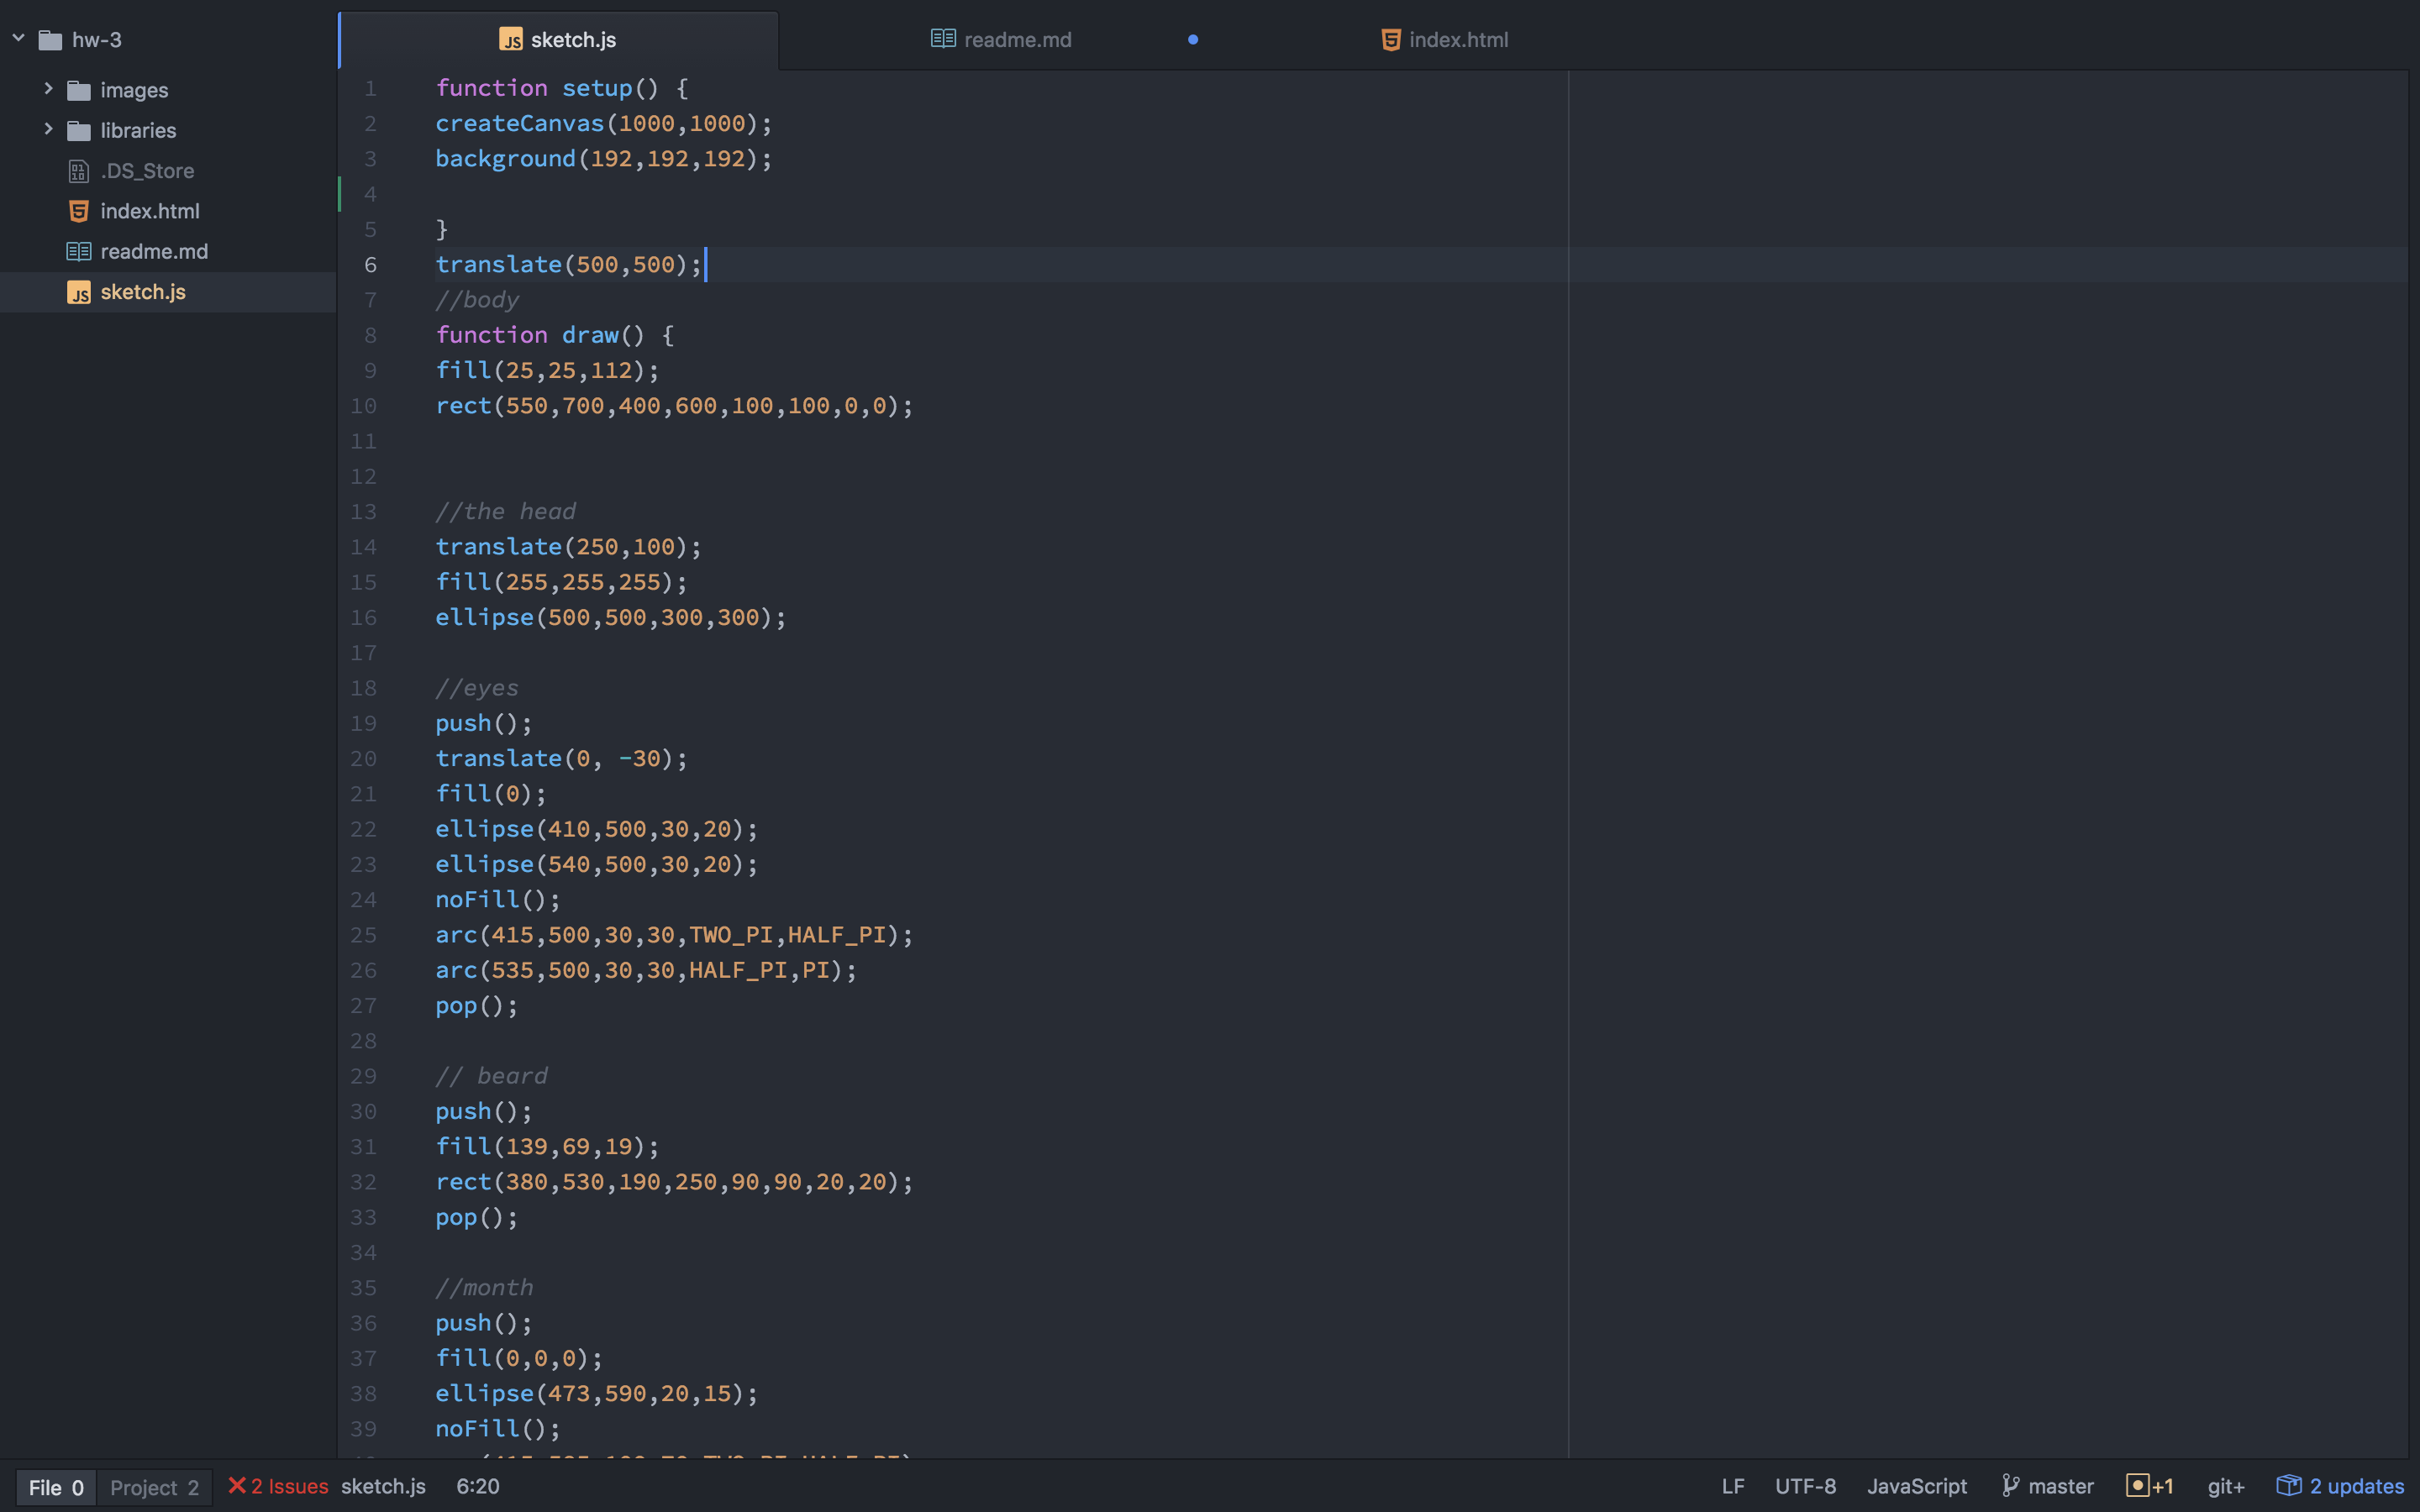 hw-3
images
libraries
.DS_Store
index.html
readme.md
sketch.js
sketch.js
readme.md
index.html
1 function setup() {
2 createCanvas(1000,1000);
3 background(192,192,192);
4
5 }
6 translate(500,500);
7 //body
8 function draw() {
9 fill(25,25,112);
10 rect(550,700,400,600,100,100,0,0);
11
12
13 //the head
14 translate(250,100);
15 fill(255,255,255);
16 ellipse(500,500,300,300);
17
18 //eyes
19 push();
20 translate(0, -30);
21 fill(0);
22 ellipse(410,500,30,20);
23 ellipse(540,500,30,20);
24 noFill();
25 arc(415,500,30,30,TWO_PI,HALF_PI);
26 arc(535,500,30,30,HALF_PI,PI);
27 pop();
28
29 // beard
30 push();
31 fill(139,69,19);
32 rect(380,530,190,250,90,90,20,20);
33 pop();
34
35 //month
36 push();
37 fill(0,0,0);
38 ellipse(473,590,20,15);
39 noFill();
File 0 Project 2 2 Issues sketch.js 6:20 LF UTF-8 JavaScript master +1 git+ 2 updates